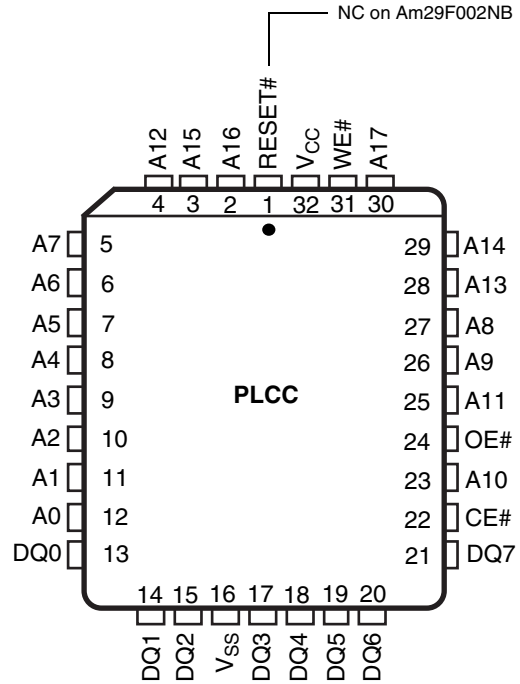 NC on Am29F002NB
A12 A15 A16 RESET# VCC WE# A17
4 3 2 1 32 31 30
A7 5 29 A14
A6 6 28 A13
A5 7 27 A8
A4 8 26 A9
A3 9 PLCC 25 A11
A2 10 24 OE#
A1 11 23 A10
A0 12 22 CE#
DQ0 13 21 DQ7
14 15 16 17 18 19 20
DQ1 DQ2 VSS DQ3 DQ4 DQ5 DQ6